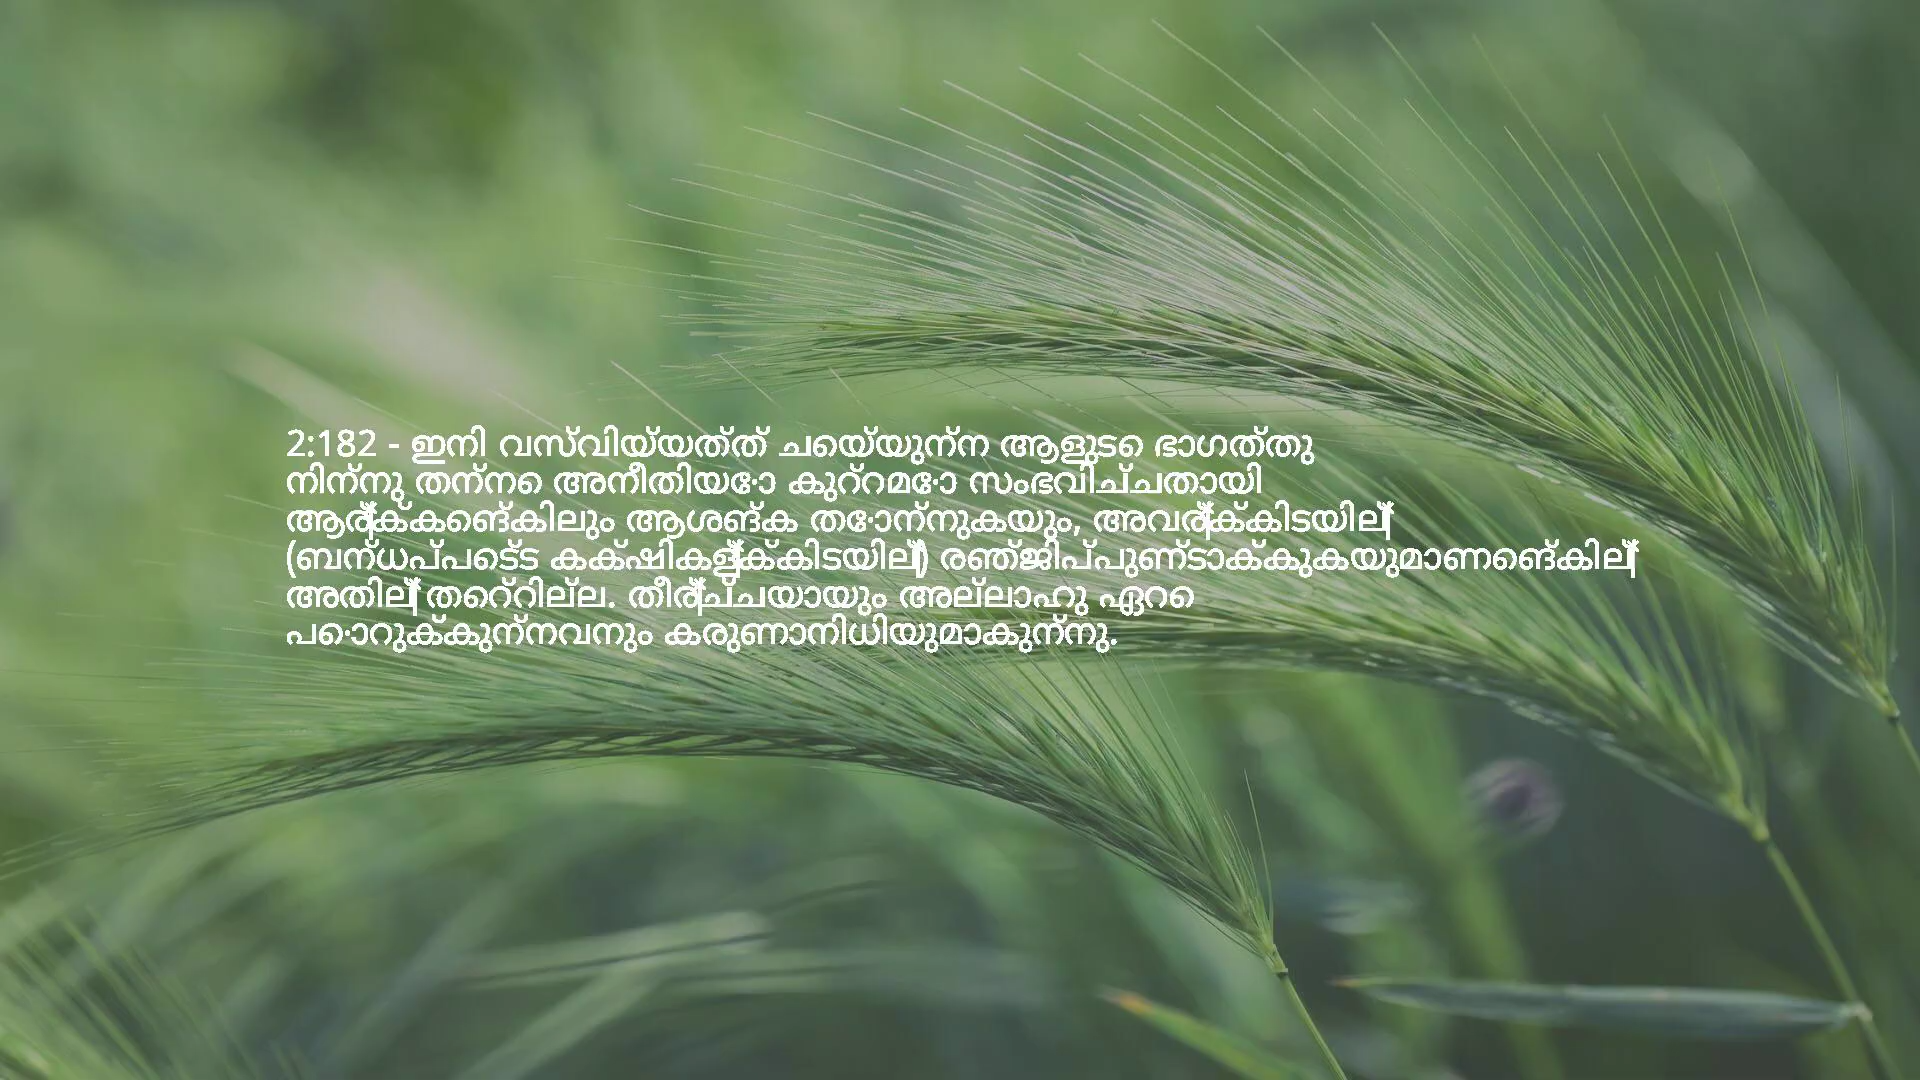 2:182 - ഇനി വസ്വിയ്യത്ത് ചെയ്യുന്ന ആളുടെ ഭാഗത്തു
നിന്നു തന്നെ അനീതിയോ കുറ്റമോ സംഭവിച്ചതായി
ആര്‍ക്കെങ്കിലും ആശങ്ക തോന്നുകയും, അവര്‍ക്കിടയില്‍
(ബന്ധപ്പെട്ട കക്ഷികള്‍ക്കിടയില്‍) രഞ്ജിപ്പുണ്ടാക്കുകയുമാണെങ്കില്‍
അതില്‍ തെറ്റില്ല. തീര്‍ച്ചയായും അല്ലാഹു ഏറെ
പൊറുക്കുന്നവനും കരുണാനിധിയുമാകുന്നു.